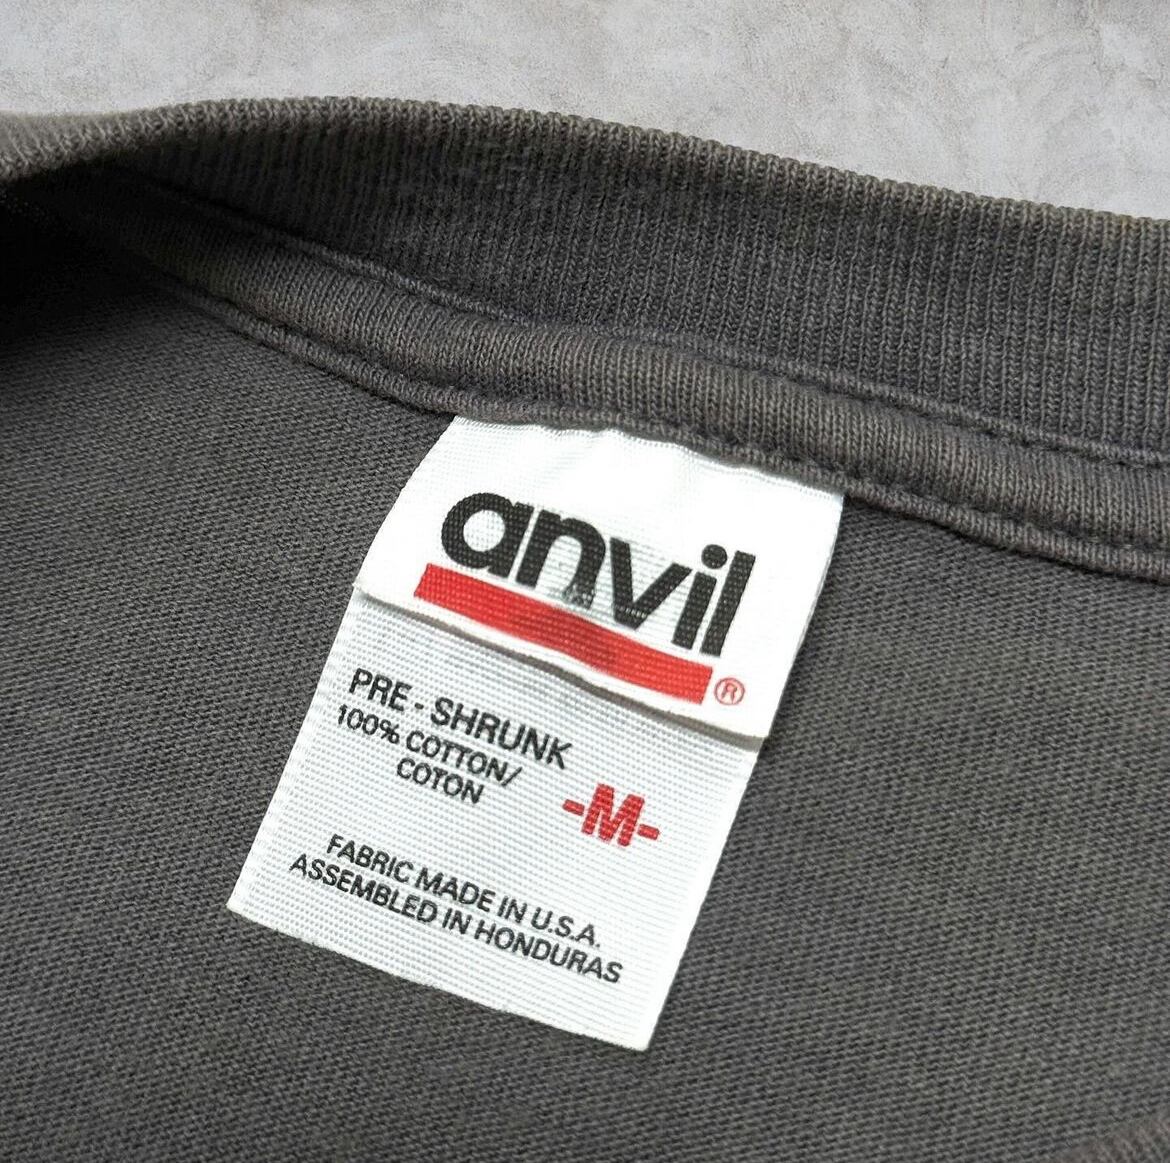 anvil
®
PRE - SHRUNK
100% COTTON/
COTON
-M-
FABRIC MADE IN U.S.A.
ASSEMBLED IN HONDURAS